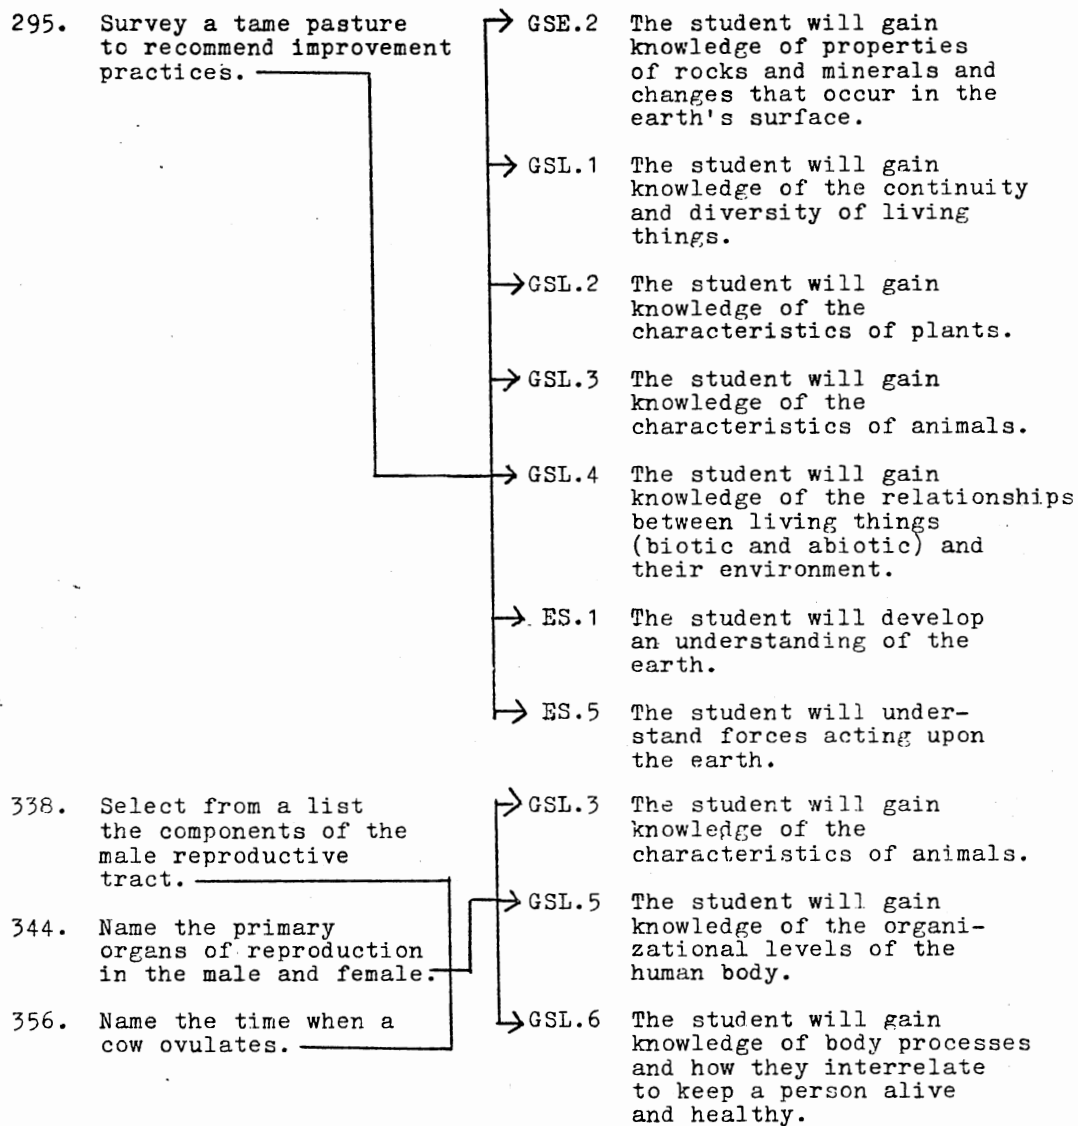 295. Survey a tame pasture
to recommend improvement
practices.
GSE.2 The student will gain
knowledge of properties
of rocks and minerals and
changes that occur in the
earth's surface.
GSL.1 The student will gain
knowledge of the continuity
and diversity of living
things.
GSL.2 The student will gain
knowledge of the
characteristics of plants.
GSL.3 The student will gain
knowledge of the
characteristics of animals.
GSL.4 The student will gain
knowledge of the relationships
between living things
(biotic and abiotic) and
their environment.
ES.1 The student will develop
an understanding of the
earth.
ES.5 The student will under-
stand forces acting upon
the earth.
338. Select from a list
the components of the
male reproductive
tract.
344. Name the primary
organs of reproduction
in the male and female.
356. Name the time when a
cow ovulates.
GSL.3 The student will gain
knowledge of the
characteristics of animals.
GSL.5 The student will gain
knowledge of the organi-
zational levels of the
human body.
GSL.6 The student will gain
knowledge of body processes
and how they interrelate
to keep a person alive
and healthy.